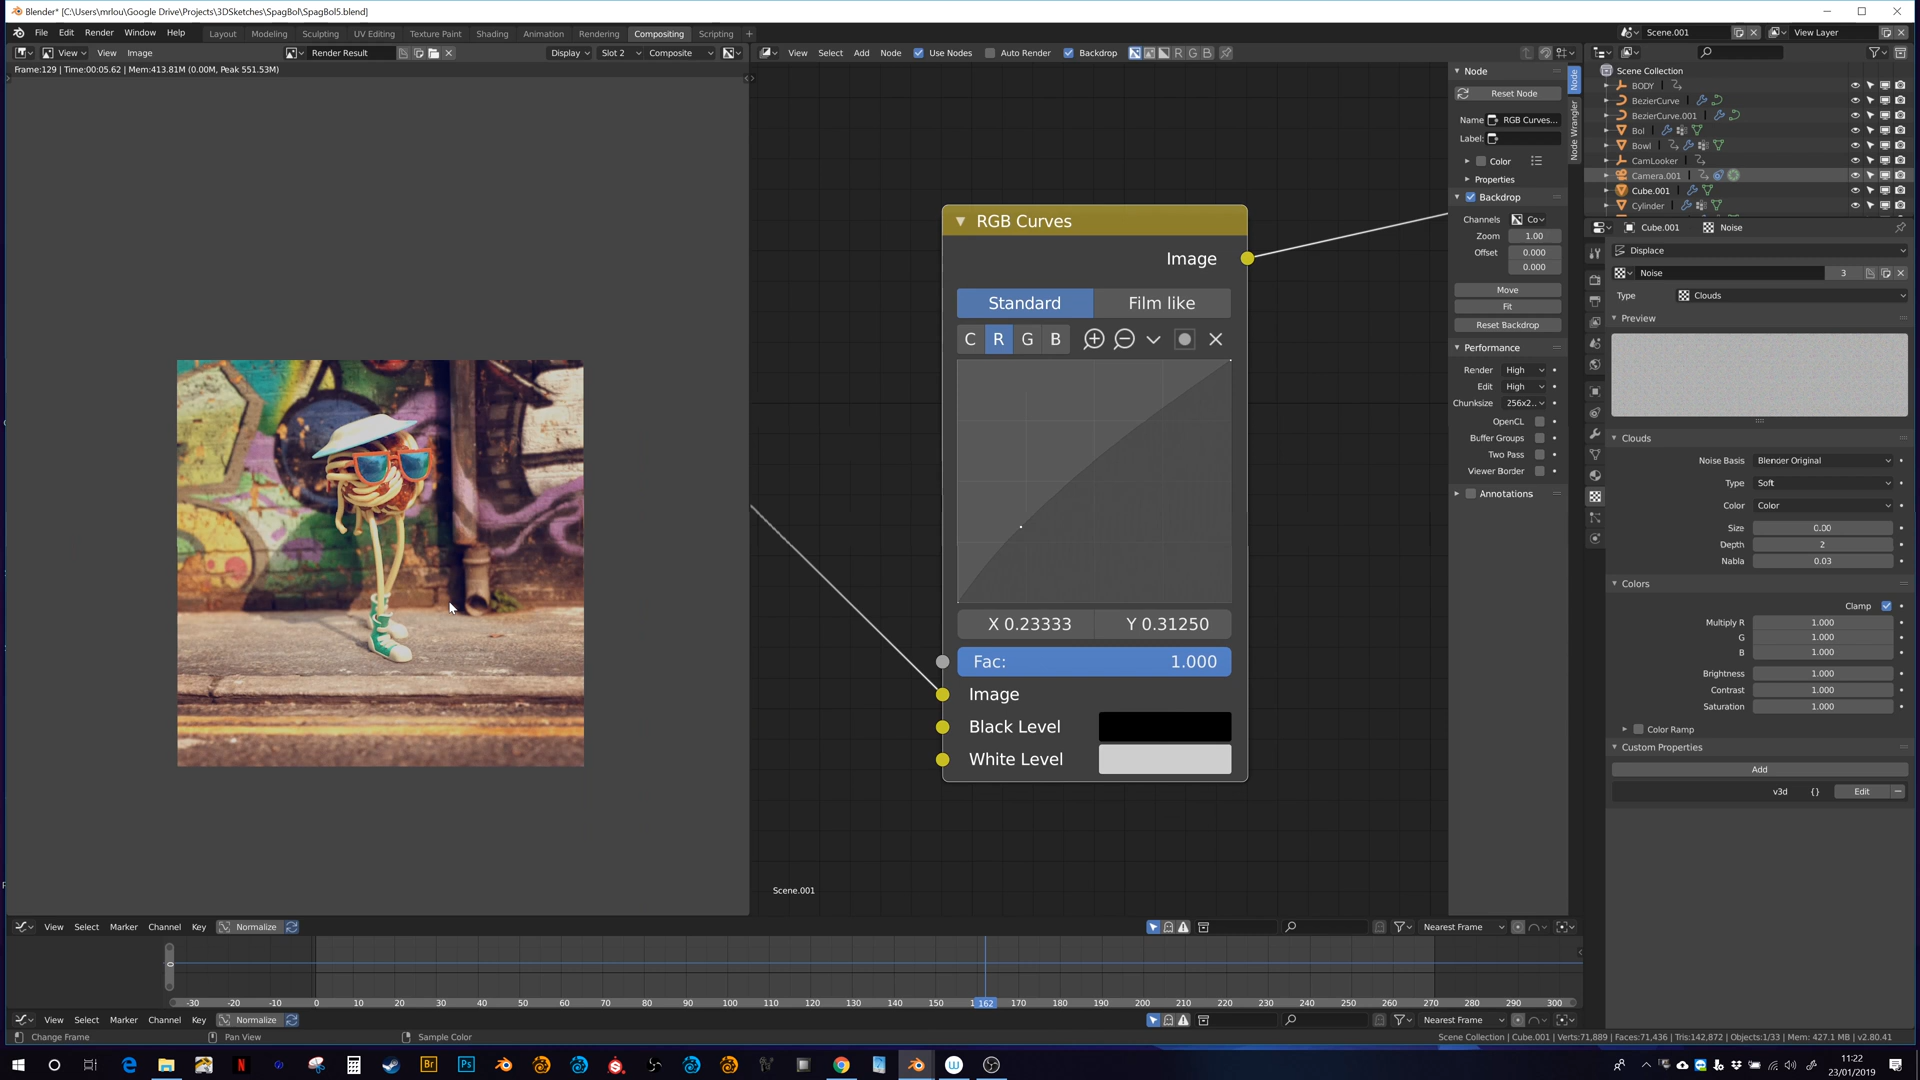 Blender* [C:\Users\mrlou\Google Drive\Projects\3DSketches\SpagBol\SpagBol5.blend]
File Edit Render Window Help Layout Modeling Sculpting UV Editing Texture Paint Shading Animation Rendering Compositing Scripting + Scene.001 View Layer
View View Image Render Result Display Slot 2 Composite View Select Add Node Use Nodes Auto Render Backdrop R G B
Frame:129 | Time:00:05.62 | Mem:413.81M (0.00M, Peak 551.53M)
RGB Curves
Image
Standard Film like
C R G B
X 0.23333 Y 0.31250
Fac: 1.000
Image
Black Level
White Level
Scene.001
Node
Reset Node
Name RGB Curves...
Label:
Color
Properties
Backdrop
Channels Co
Zoom 1.00
Offset 0.000
0.000
Move
Fit
Reset Backdrop
Performance
Render High
Edit High
Chunksize 256x2..
OpenCL
Buffer Groups
Two Pass
Viewer Border
Annotations
Node
Node Wrangler
Scene Collection
BODY
BezierCurve
BezierCurve.001
Bol
Bowl
CamLooker
Camera.001
Cube.001
Cylinder
Cube.001 Noise
Displace
Noise 3
Type Clouds
Preview
Clouds
Noise Basis Blender Original
Type Soft
Color Color
Size 0.00
Depth 2
Nabla 0.03
Colors
Clamp
Multiply R 1.000
G 1.000
B 1.000
Brightness 1.000
Contrast 1.000
Saturation 1.000
Color Ramp
Custom Properties
Add
v3d {} Edit
View Select Marker Channel Key Normalize Nearest Frame
0
-30 -20 -10 0 10 20 30 40 50 60 70 80 90 100 110 120 130 140 150 162 170 180 190 200 210 220 230 240 250 260 270 280 290 300
View Select Marker Channel Key Normalize Nearest Frame
Change Frame Pan View Sample Color Scene Collection | Cube.001 | Verts:71,889 | Faces:71,436 | Tris:142,872 | Objects:1/33 | Mem: 427.1 MB | v2.80.41
Br Ps
11:22
23/01/2019